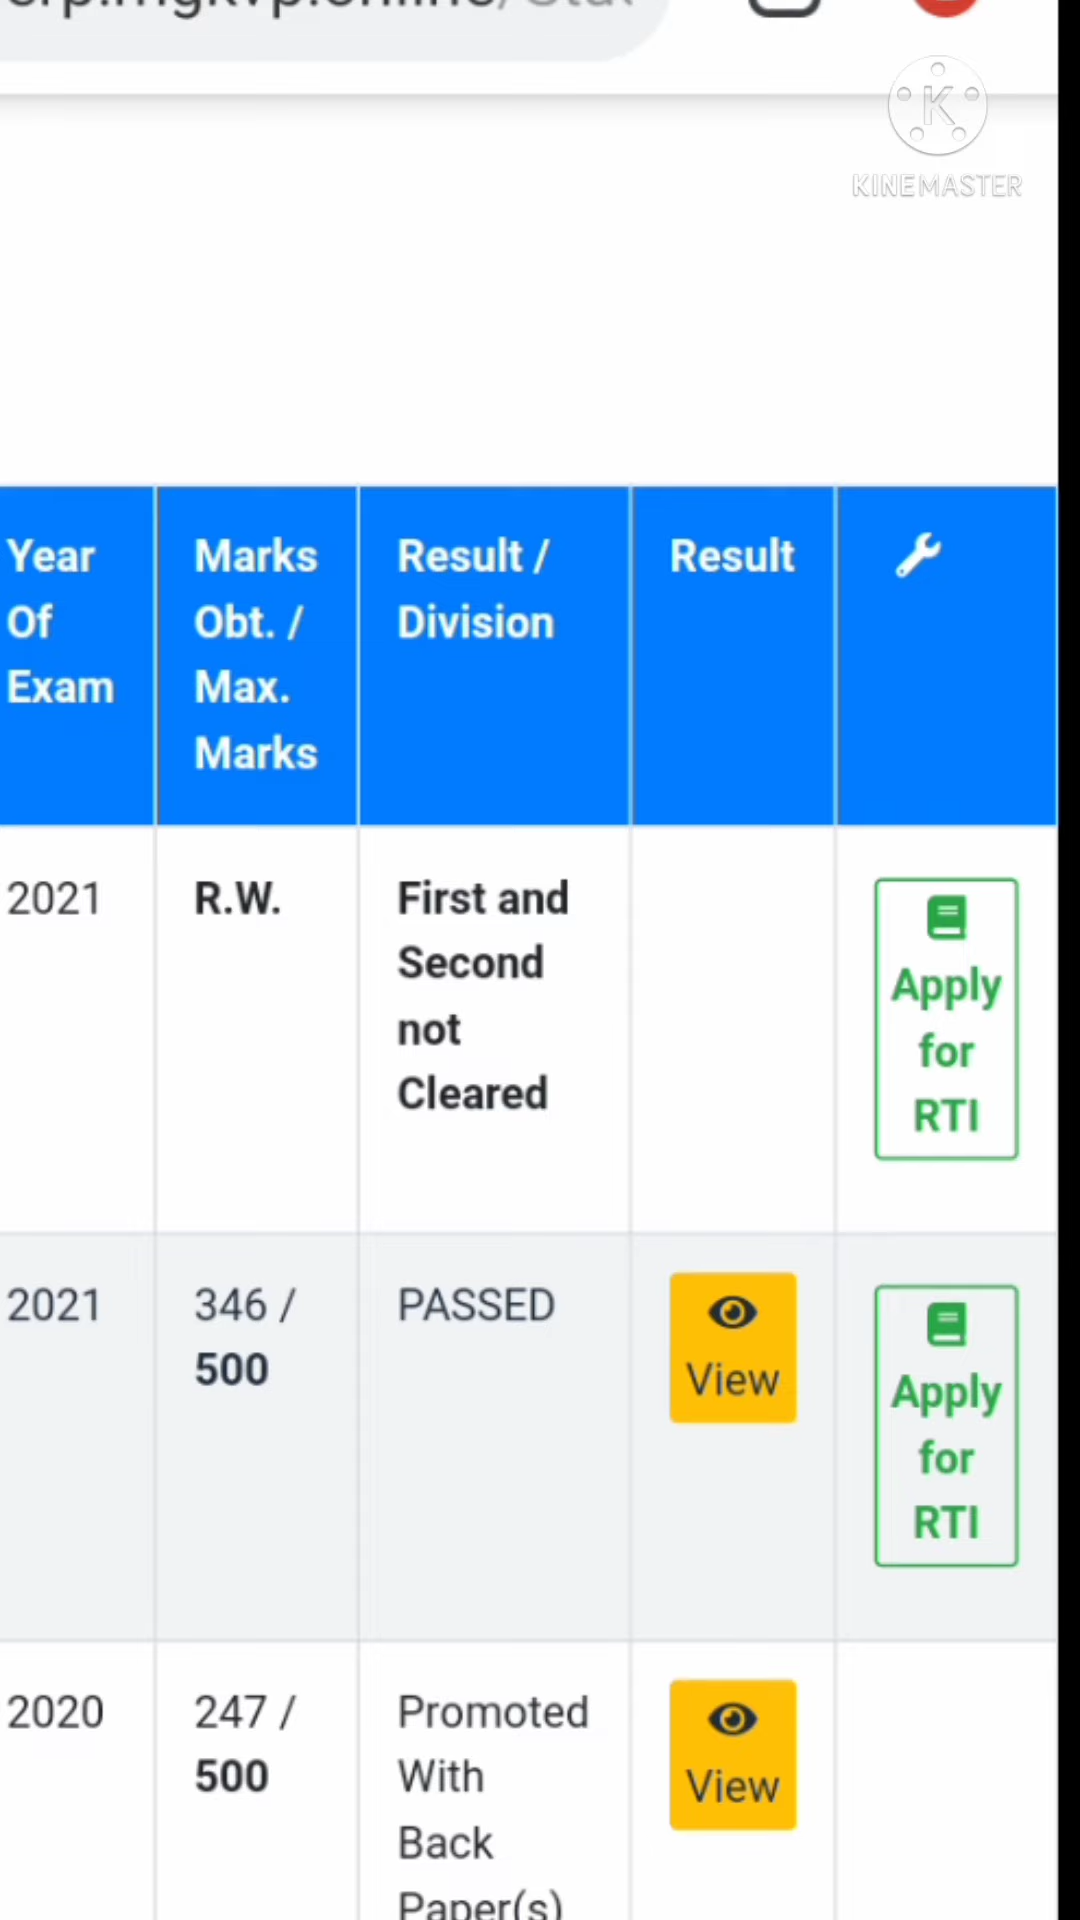 KINEMASTER
Year Of Exam
Marks Obt. / Max. Marks
Result / Division
Result
2021
R.W.
First and Second not Cleared
Apply for RTI
2021
346 / 500
PASSED
View
Apply for RTI
2020
247 / 500
Promoted With Back Paper(s)
View